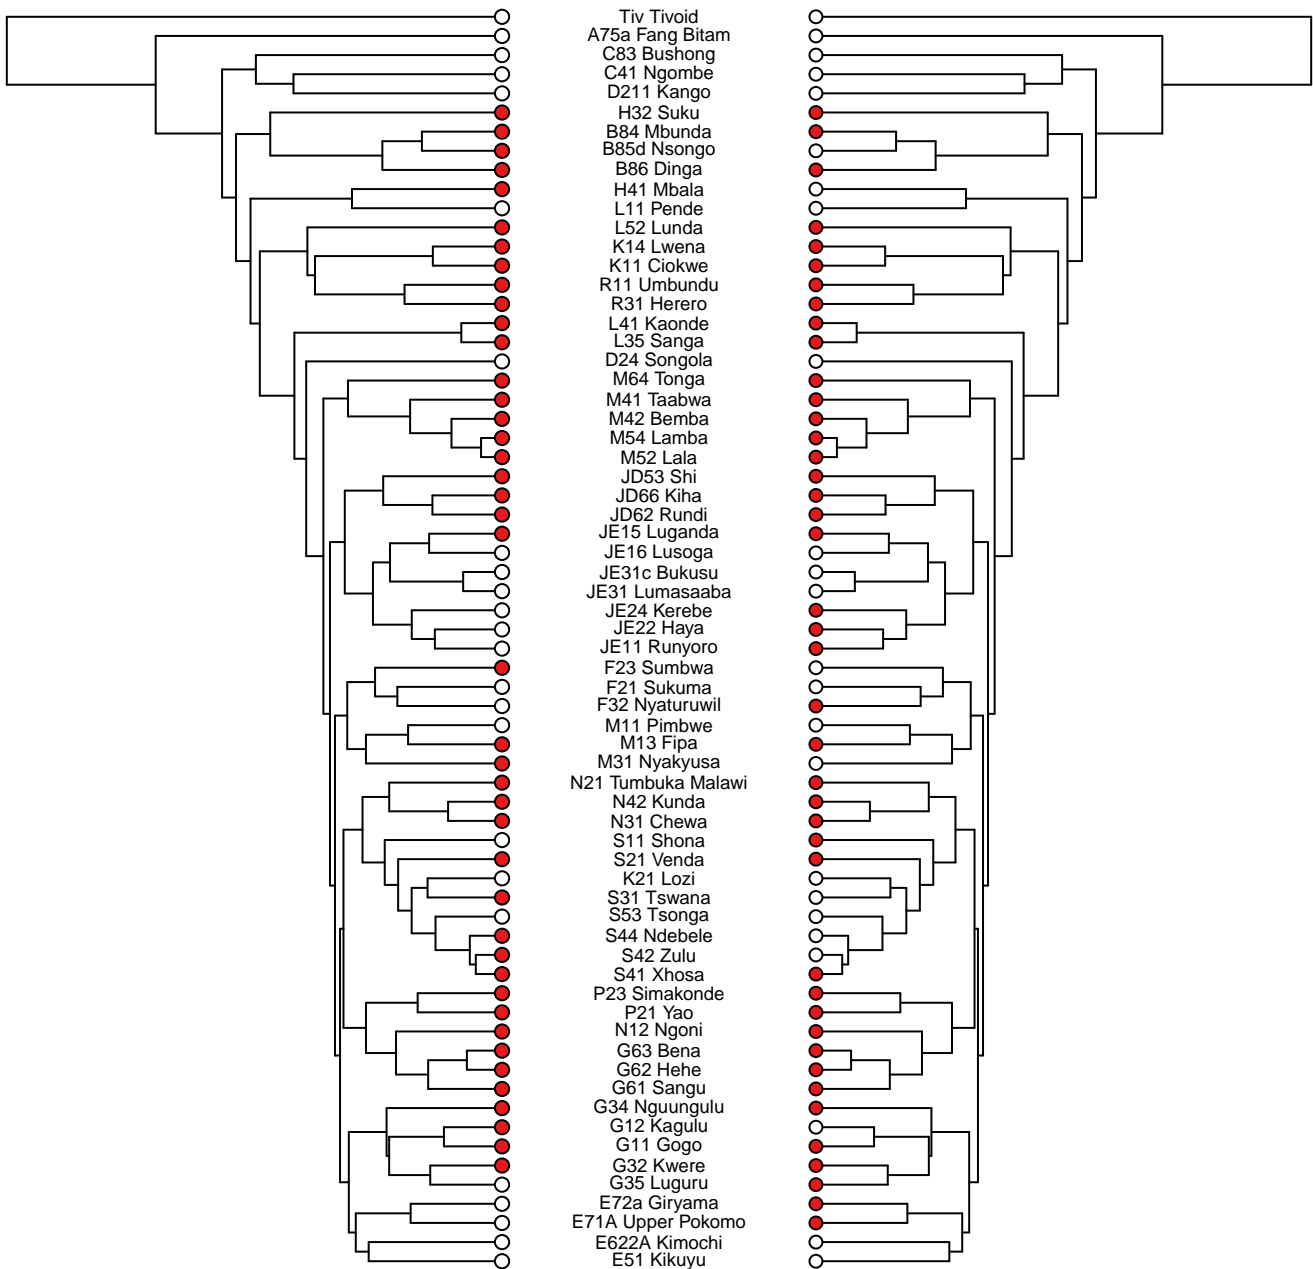 Tiv Tivoid
A75a Fang Bitam
C83 Bushong
C41 Ngombe
D211 Kango
H32 Suku
B84 Mbunda
B85d Nsongo
B86 Dinga
H41 Mbala
L11 Pende
L52 Lunda
K14 Lwena
K11 Ciokwe
R11 Umbundu
R31 Herero
L41 Kaonde
L35 Sanga
D24 Songola
M64 Tonga
M41 Taabwa
M42 Bemba
M54 Lamba
M52 Lala
JD53 Shi
JD66 Kiha
JD62 Rundi
JE15 Luganda
JE16 Lusoga
JE31c Bukusu
JE31 Lumasaaba
JE24 Kerebe
JE22 Haya
JE11 Runyoro
F23 Sumbwa
F21 Sukuma
F32 Nyaturuwil
M11 Pimbwe
M13 Fipa
M31 Nyakyusa
N21 Tumbuka Malawi
N42 Kunda
N31 Chewa
S11 Shona
S21 Venda
K21 Lozi
S31 Tswana
S53 Tsonga
S44 Ndebele
S42 Zulu
S41 Xhosa
P23 Simakonde
P21 Yao
N12 Ngoni
G63 Bena
G62 Hehe
G61 Sangu
G34 Nguungulu
G12 Kagulu
G11 Gogo
G32 Kwere
G35 Luguru
E72a Giryama
E71A Upper Pokomo
E622A Kimochi
E51 Kikuyu